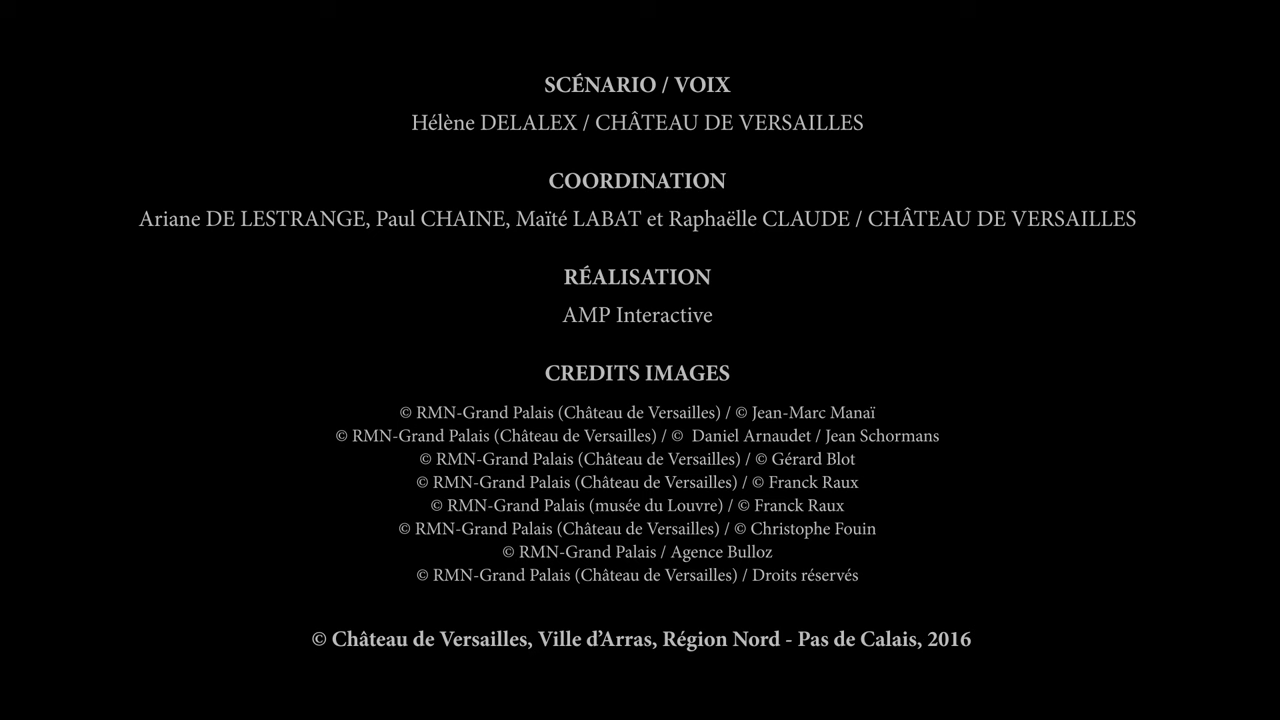 SCÉNARIO / VOIX
Hélène DELALEX / CHÂTEAU DE VERSAILLES
COORDINATION
Ariane DE LESTRANGE, Paul CHAINE, Maïté LABAT et Raphaëlle CLAUDE / CHÂTEAU DE VERSAILLES
RÉALISATION
AMP Interactive
CREDITS IMAGES
© RMN-Grand Palais (Château de Versailles) / © Jean-Marc Manaï
© RMN-Grand Palais (Château de Versailles) / © Daniel Arnaudet / Jean Schormans
© RMN-Grand Palais (Château de Versailles) / © Gérard Blot
© RMN-Grand Palais (Château de Versailles) / © Franck Raux
© RMN-Grand Palais (musée du Louvre) / © Franck Raux
© RMN-Grand Palais (Château de Versailles) / © Christophe Fouin
© RMN-Grand Palais / Agence Bulloz
© RMN-Grand Palais (Château de Versailles) / Droits réservés
© Château de Versailles, Ville d’Arras, Région Nord - Pas de Calais, 2016